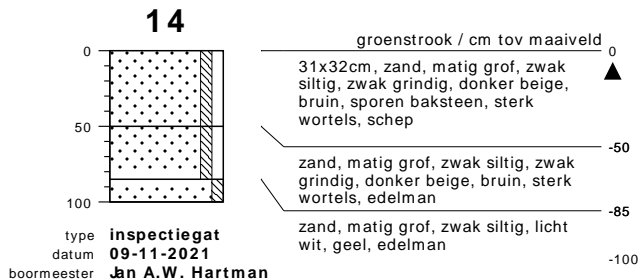 14
groenstrook / cm tov maaiveld
0
0
31x32cm, zand, matig grof, zwak
siltig, zwak grindig, donker beige,
bruin, sporen baksteen, sterk
wortels, schep
50
-50
zand, matig grof, zwak siltig, zwak
grindig, donker beige, bruin, sterk
wortels, edelman
-85
zand, matig grof, zwak siltig, licht
wit, geel, edelman
100
-100
type inspectiegat
datum 09-11-2021
boormeester Jan A.W. Hartman